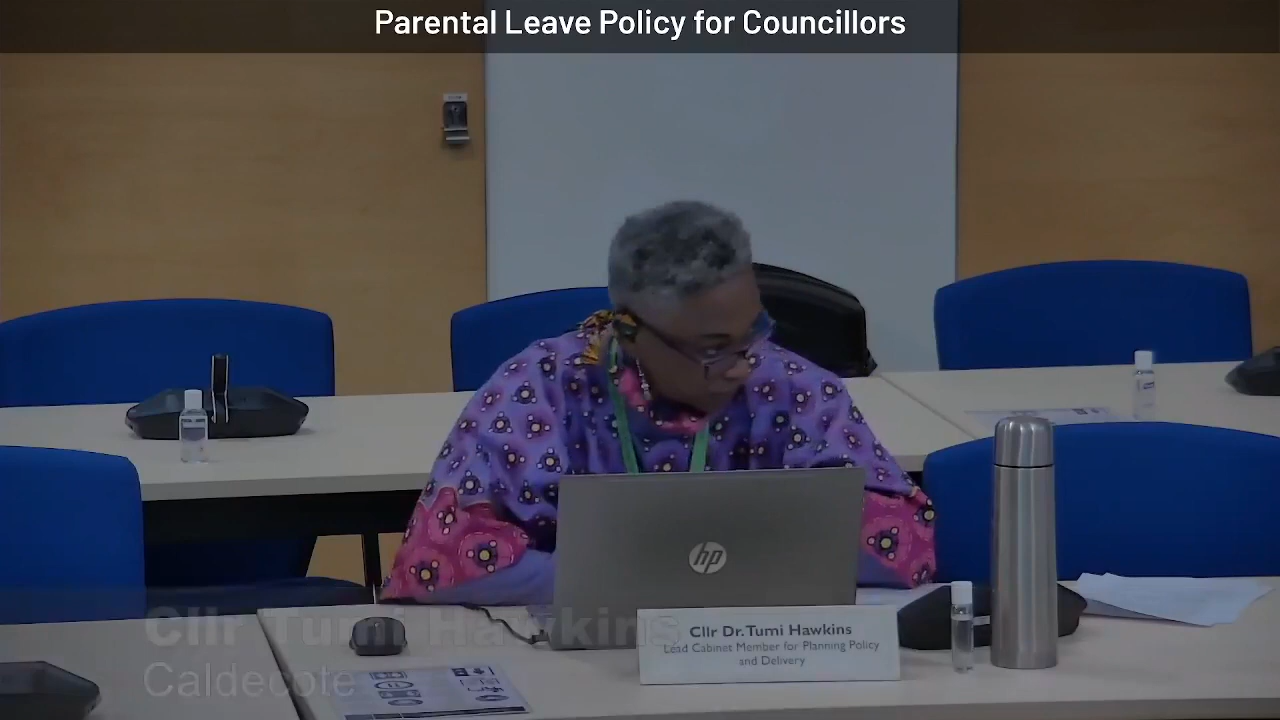 Parental Leave Policy for Councillors
hp
Cllr Tumi Hawkins
Caldecote
Cllr Dr.Tumi Hawkins
Lead Cabinet Member for Planning Policy
and Delivery